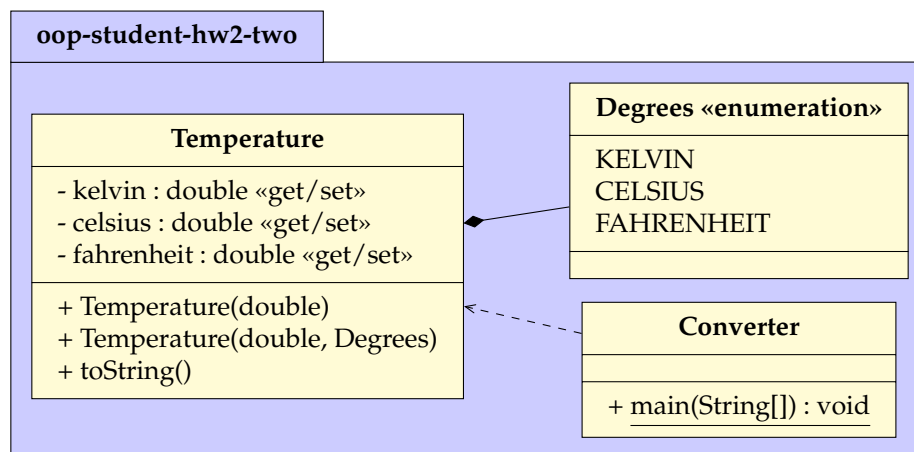 oop-student-hw2-two
Temperature
- kelvin : double «get/set»
- celsius : double «get/set»
- fahrenheit : double «get/set»
+ Temperature(double)
+ Temperature(double, Degrees)
+ toString()
Degrees «enumeration»
KELVIN
CELSIUS
FAHRENHEIT
Converter
+ main(String[]) : void